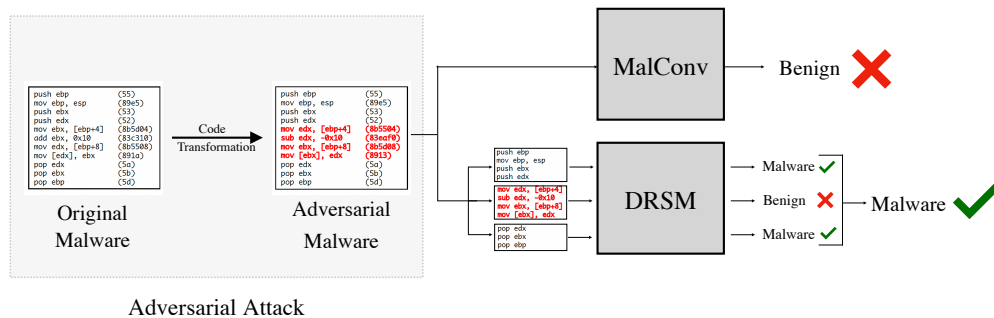 push ebp (55)
mov ebp, esp (89e5)
push ebx (53)
push edx (52)
mov ebx, [ebp+4] (8b5d04)
add ebx, 0x10 (83c310)
mov edx, [ebp+8] (8b5508)
mov [edx], ebx (891a)
pop edx (5a)
pop ebx (5b)
pop ebp (5d)
Original
Malware
Code
Transformation
push ebp (55)
mov ebp, esp (89e5)
push ebx (53)
push edx (52)
mov edx, [ebp+4] (8b5504)
sub edx, -0x10 (83eaf0)
mov ebx, [ebp+8] (8b5d08)
mov [ebx], edx (8913)
pop edx (5a)
pop ebx (5b)
pop ebp (5d)
Adversarial
Malware
Adversarial Attack
MalConv
Benign
push ebp
mov ebp, esp
push ebx
push edx
mov edx, [ebp+4]
sub edx, -0x10
mov ebx, [ebp+8]
mov [ebx], edx
pop edx
pop ebx
pop ebp
DRSM
Malware
Benign
Malware
Malware